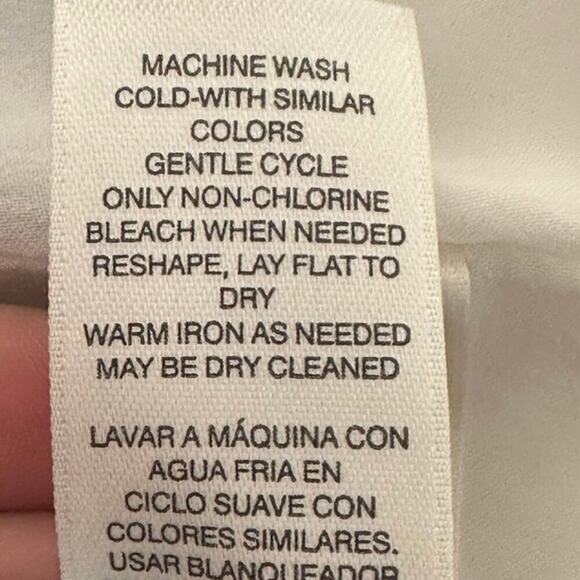 MACHINE WASH
COLD-WITH SIMILAR
COLORS
GENTLE CYCLE
ONLY NON-CHLORINE
BLEACH WHEN NEEDED
RESHAPE, LAY FLAT TO
DRY
WARM IRON AS NEEDED
MAY BE DRY CLEANED
LAVAR A MÁQUINA CON
AGUA FRIA EN
CICLO SUAVE CON
COLORES SIMILARES.
USAR BLANQUEADOR